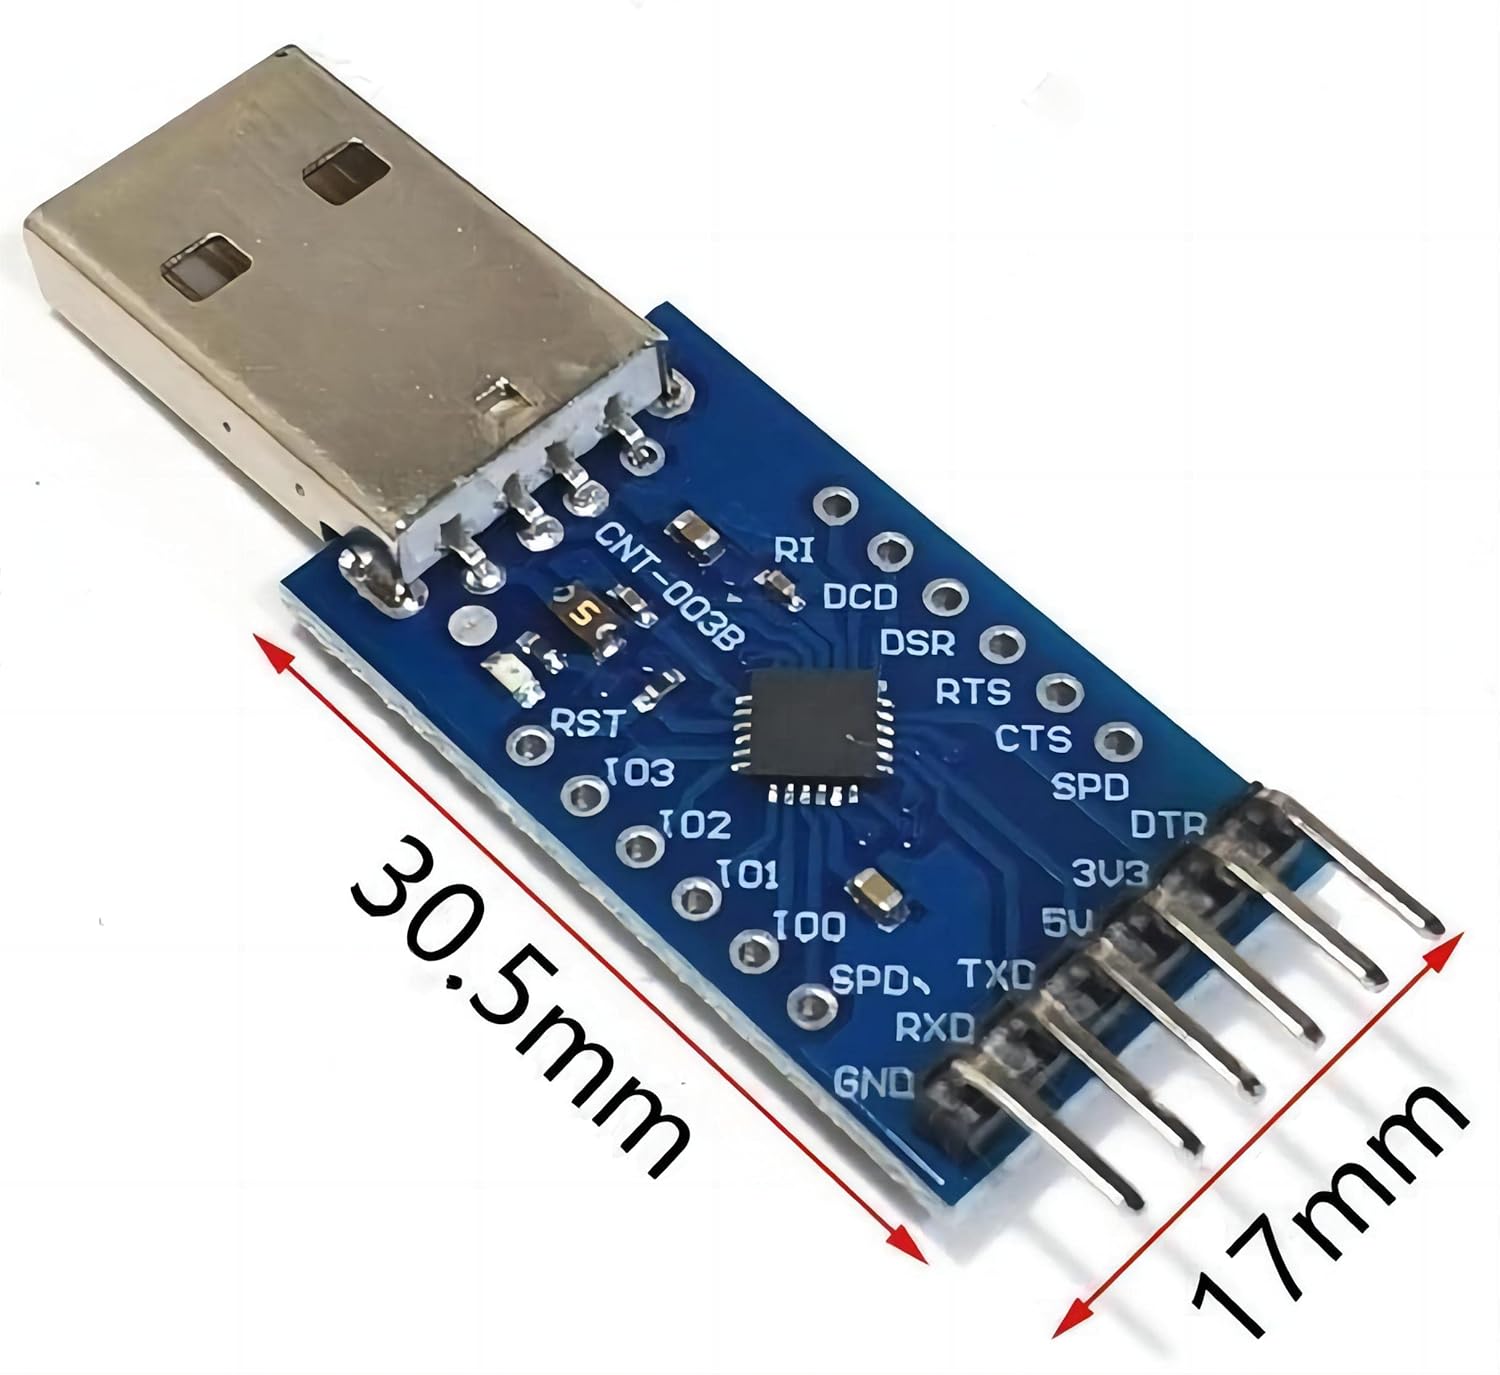 CNT-003B
S
RI
DCD
DSR
RTS
CTS
SPD
DTR
3V3
5V
TXD
RXD
GND
RST
IO3
IO2
IO1
IO0
SPD
30.5mm
17mm